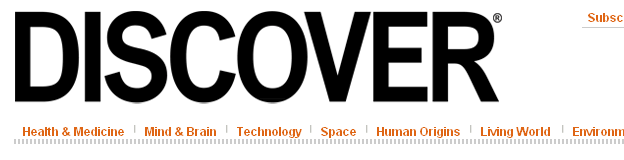 DISCOVER®
Subsc
Health & Medicine | Mind & Brain | Technology | Space | Human Origins | Living World | Environm